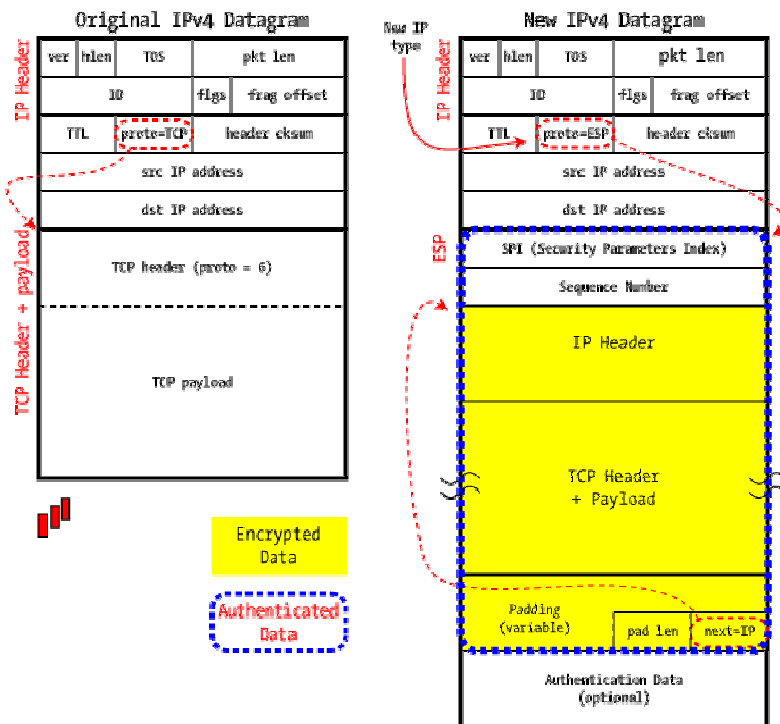 Original IPv4 Datagram
IP Header
ver hlen TOS pkt len
ID flgs frag offset
TTL proto=TCP header cksum
src IP address
dst IP address
TCP Header + payload
TCP header (proto = 6)
TCP payload
Encrypted
Data
Authenticated
Data
New IPv4 Datagram
New IP
type
IP Header
ver hlen TOS pkt len
ID flgs frag offset
TTL proto=ESP header cksum
src IP address
dst IP address
ESP
SPI (Security Parameters Index)
Sequence Number
IP Header
TCP Header
+ Payload
Padding
(variable)
pad len next=IP
Authentication Data
(optional)